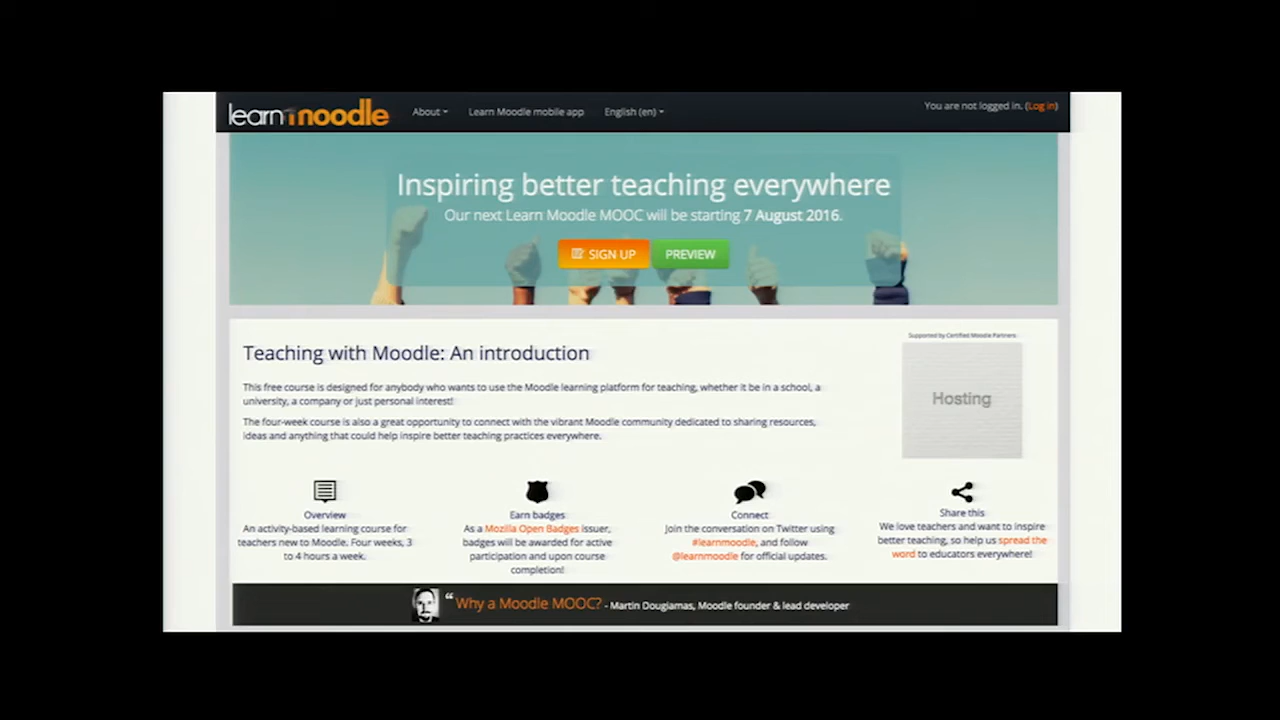 learn moodle
About
Learn Moodle mobile app
English (en)
You are not logged in. (Log in)
Inspiring better teaching everywhere
Our next Learn Moodle MOOC will be starting 7 August 2016.
SIGN UP
PREVIEW
Teaching with Moodle: An introduction
This free course is designed for anybody who wants to use the Moodle learning platform for teaching, whether it be in a school, a
university, a company or just personal interest!
The four-week course is also a great opportunity to connect with the vibrant Moodle community dedicated to sharing resources,
ideas and anything that could help inspire better teaching practices everywhere.
Supported by Certified Moodle Partners
Hosting
Overview
An activity-based learning course for
teachers new to Moodle. Four weeks, 3
to 4 hours a week.
Earn badges
As a Mozilla Open Badges issuer,
badges will be awarded for active
participation and upon course
completion!
Connect
Join the conversation on Twitter using
#learnmoodle, and follow
@learnmoodle for official updates.
Share this
We love teachers and want to inspire
better teaching, so help us spread the
word to educators everywhere!
“ Why a Moodle MOOC? - Martin Dougiamas, Moodle founder & lead developer